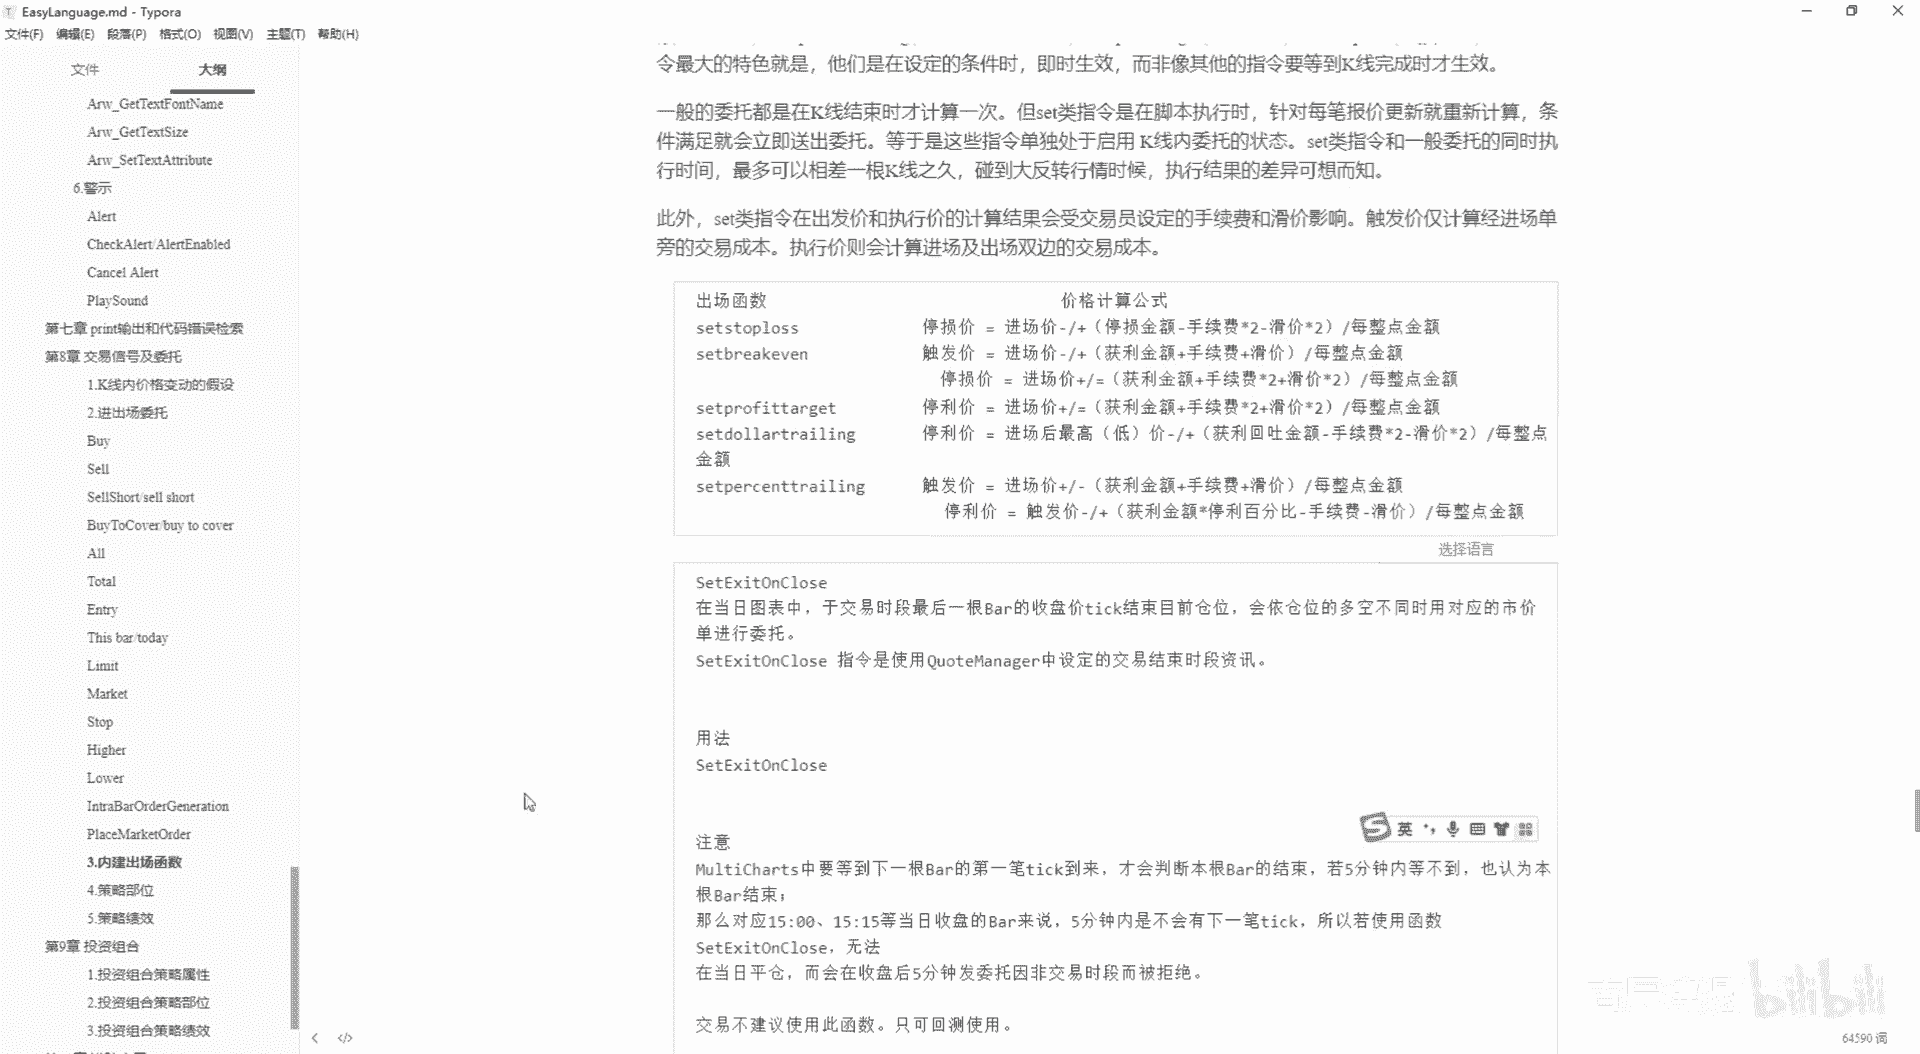 EasyLanguage.md - Typora
文件(F) 编辑(E) 段落(P) 格式(O) 视图(V) 主题(T) 帮助(H)
文件 大纲
Arw_GetTextFontName
Arw_GetTextSize
Arw_SetTextAttribute
6.警示
Alert
CheckAlert/AlertEnabled
Cancel Alert
PlaySound
第七章 print输出和代码错误检索
第8章 交易信号及委托
1.K线内价格变动的假设
2.进出场委托
Buy
Sell
SellShort/sell short
BuyToCover/buy to cover
All
Total
Entry
This bar/today
Limit
Market
Stop
Higher
Lower
IntraBarOrderGeneration
PlaceMarketOrder
3.内建出场函数
4.策略部位
5.策略绩效
第9章 投资组合
1.投资组合策略属性
2.投资组合策略部位
3.投资组合策略绩效
令最大的特色就是，他们是在设定的条件时，即时生效，而非像其他的指令要等到K线完成时才生效。
一般的委托都是在K线结束时才计算一次。但set类指令是在脚本执行时，针对每笔报价更新就重新计算，条
件满足就会立即送出委托。等于是这些指令单独处于启用 K线内委托的状态。set类指令和一般委托的同时执
行时间，最多可以相差一根K线之久，碰到大反转行情时候，执行结果的差异可想而知。
此外，set类指令在出发价和执行价的计算结果会受交易员设定的手续费和滑价影响。触发价仅计算经进场单
旁的交易成本。执行价则会计算进场及出场双边的交易成本。
出场函数 价格计算公式
setstoploss 停损价 = 进场价-/+（停损金额-手续费*2-滑价*2）/每整点金额
setbreakeven 触发价 = 进场价-/+（获利金额+手续费+滑价）/每整点金额
停损价 = 进场价+/=（获利金额+手续费*2+滑价*2）/每整点金额
setprofittarget 停利价 = 进场价+/=（获利金额+手续费*2+滑价*2）/每整点金额
setdollartrailing 停利价 = 进场后最高（低）价-/+（获利回吐金额-手续费*2-滑价*2）/每整点
金额
setpercenttrailing 触发价 = 进场价+/-（获利金额+手续费+滑价）/每整点金额
停利价 = 触发价-/+（获利金额*停利百分比-手续费-滑价）/每整点金额
选择语言
SetExitOnClose
在当日图表中，于交易时段最后一根Bar的收盘价tick结束目前仓位，会依仓位的多空不同时用对应的市价
单进行委托。
SetExitOnClose 指令是使用QuoteManager中设定的交易结束时段资讯。
用法
SetExitOnClose
英
注意
MultiCharts中要等到下一根Bar的第一笔tick到来，才会判断本根Bar的结束，若5分钟内等不到，也认为本
根Bar结束；
那么对应15:00、15:15等当日收盘的Bar来说，5分钟内是不会有下一笔tick，所以若使用函数
SetExitOnClose，无法
在当日平仓，而会在收盘后5分钟发委托因非交易时段而被拒绝。
交易不建议使用此函数。只可回测使用。
bilibili
64590 词